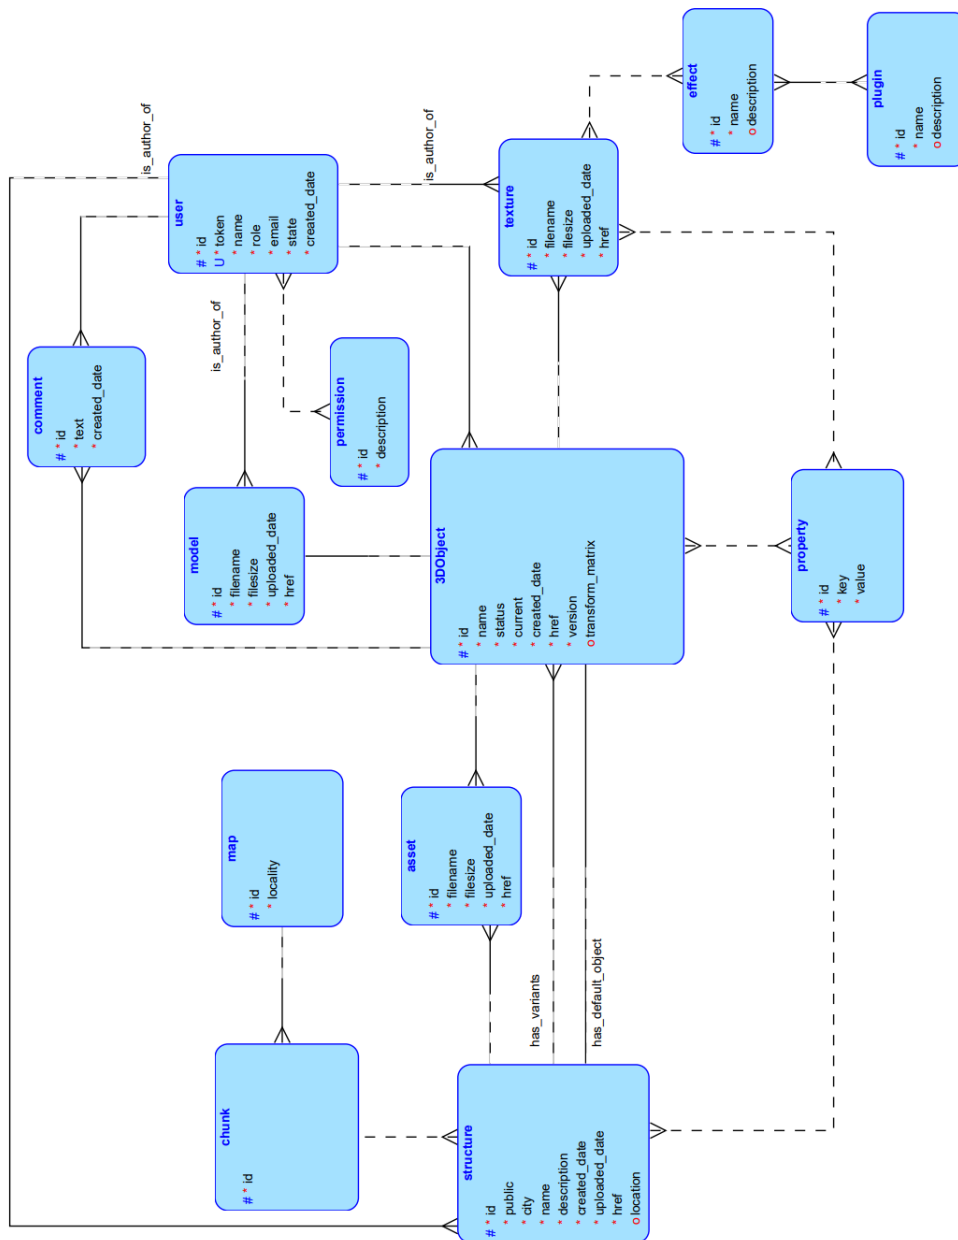 effect
# * id
* name
o description
plugin
# * id
* name
o description
is_author_of
user
# * id
U * token
* name
* role
* email
* state
* created_date
is_author_of
texture
# * id
* filename
* filesize
* uploaded_date
* href
comment
# * id
* text
* created_date
is_author_of
permission
# * id
* description
model
# * id
* filename
* filesize
* uploaded_date
* href
3DObject
# * id
* name
* status
* current
* created_date
* href
* version
o transform_matrix
property
# * id
* key
* value
map
# * id
* locality
asset
# * id
* filename
* filesize
* uploaded_date
* href
has_variants
has_default_object
chunk
# * id
structure
# * id
* public
* city
* name
* description
* created_date
* uploaded_date
* href
o location